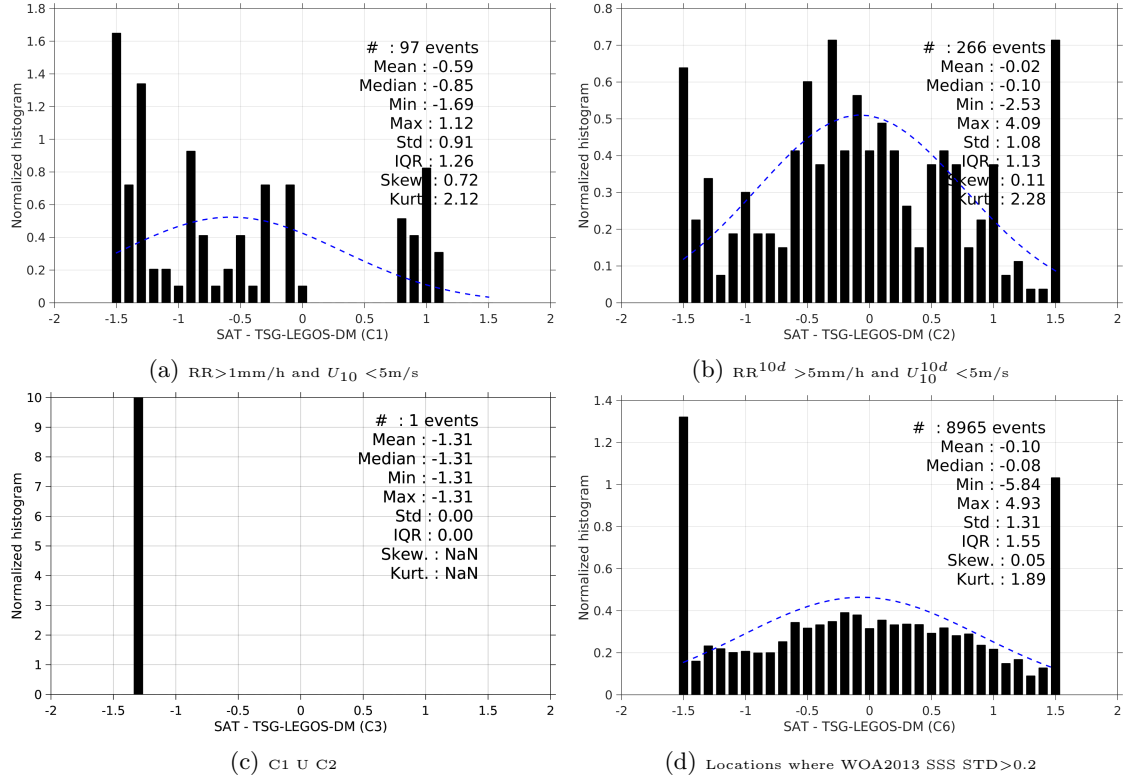 1.8
1.6
1.4
1.2
1
0.8
0.6
0.4
0.2
0
Normalized histogram
# : 97 events
Mean : -0.59
Median : -0.85
Min : -1.69
Max : 1.12
Std : 0.91
IQR : 1.26
Skew. : 0.72
Kurt. : 2.12
-2 -1.5 -1 -0.5 0 0.5 1 1.5 2
SAT - TSG-LEGOS-DM (C1)
(a) RR>1mm/h and U10 <5m/s
0.8
0.7
0.6
0.5
0.4
0.3
0.2
0.1
0
Normalized histogram
# : 266 events
Mean : -0.02
Median : -0.10
Min : -2.53
Max : 4.09
Std : 1.08
IQR : 1.13
Skew. : 0.11
Kurt. : 2.28
-2 -1.5 -1 -0.5 0 0.5 1 1.5 2
SAT - TSG-LEGOS-DM (C2)
(b) RR10d >5mm/h and U10 10d <5m/s
10
9
8
7
6
5
4
3
2
1
0
Normalized histogram
# : 1 events
Mean : -1.31
Median : -1.31
Min : -1.31
Max : -1.31
Std : 0.00
IQR : 0.00
Skew. : NaN
Kurt. : NaN
-2 -1.5 -1 -0.5 0 0.5 1 1.5 2
SAT - TSG-LEGOS-DM (C3)
(c) C1 U C2
1.4
1.2
1
0.8
0.6
0.4
0.2
0
Normalized histogram
# : 8965 events
Mean : -0.10
Median : -0.08
Min : -5.84
Max : 4.93
Std : 1.31
IQR : 1.55
Skew. : 0.05
Kurt. : 1.89
-2 -1.5 -1 -0.5 0 0.5 1 1.5 2
SAT - TSG-LEGOS-DM (C6)
(d) Locations where WOA2013 SSS STD>0.2